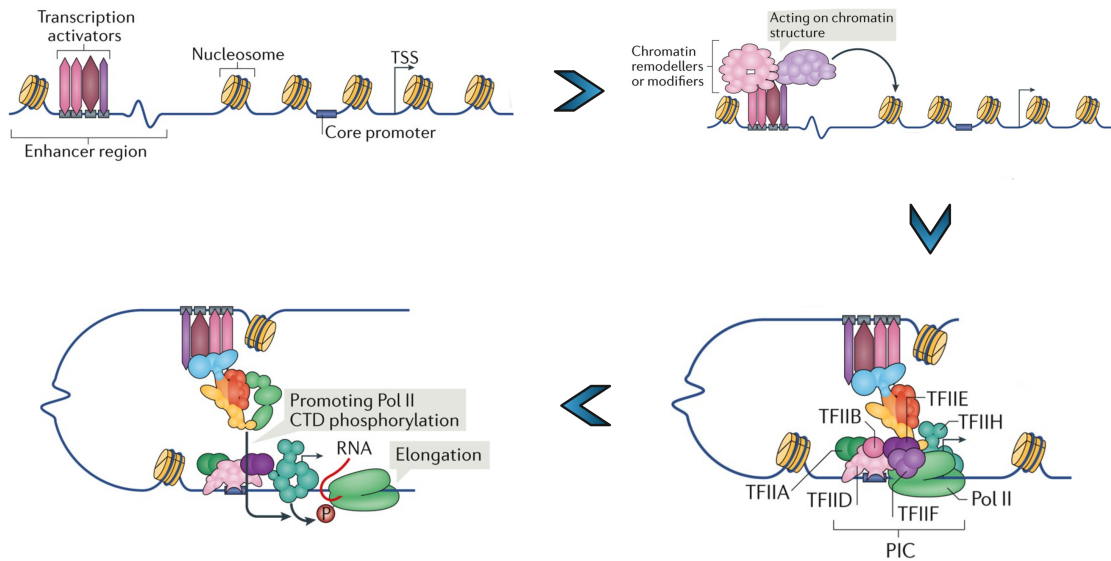 Transcription
activators
Nucleosome
TSS
Core promoter
Enhancer region
Acting on chromatin
structure
Chromatin
remodellers
or modifiers
Promoting Pol II
CTD phosphorylation
RNA
Elongation
P
TFIIE
TFIIB
TFIIH
TFIIA
TFIID
TFIIF
Pol II
PIC